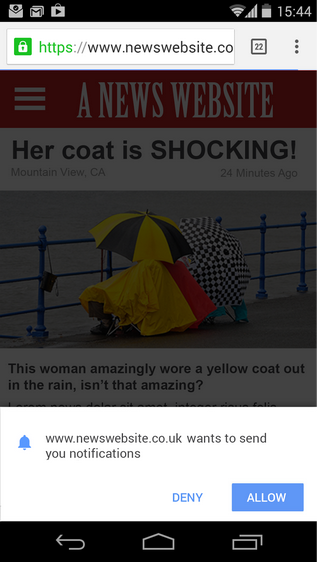 15:44
https://www.newswebsite.co
22
A NEWS WEBSITE
Her coat is SHOCKING!
Mountain View, CA
24 Minutes Ago
This woman amazingly wore a yellow coat out
in the rain, isn't that amazing?
www.newswebsite.co.uk wants to send
you notifications
DENY
ALLOW